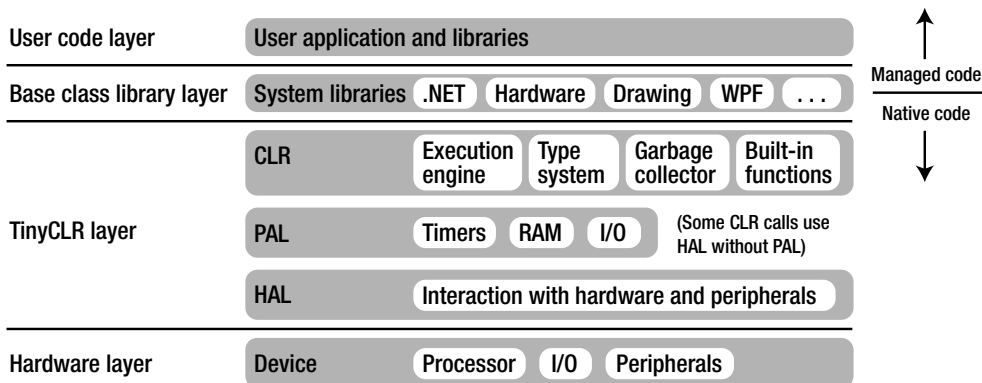 User code layer
User application and libraries
Base class library layer
System libraries .NET Hardware Drawing WPF ...
Managed code
Native code
CLR
Execution engine
Type system
Garbage collector
Built-in functions
TinyCLR layer
PAL
Timers RAM I/O
(Some CLR calls use
HAL without PAL)
HAL
Interaction with hardware and peripherals
Hardware layer
Device
Processor I/O Peripherals